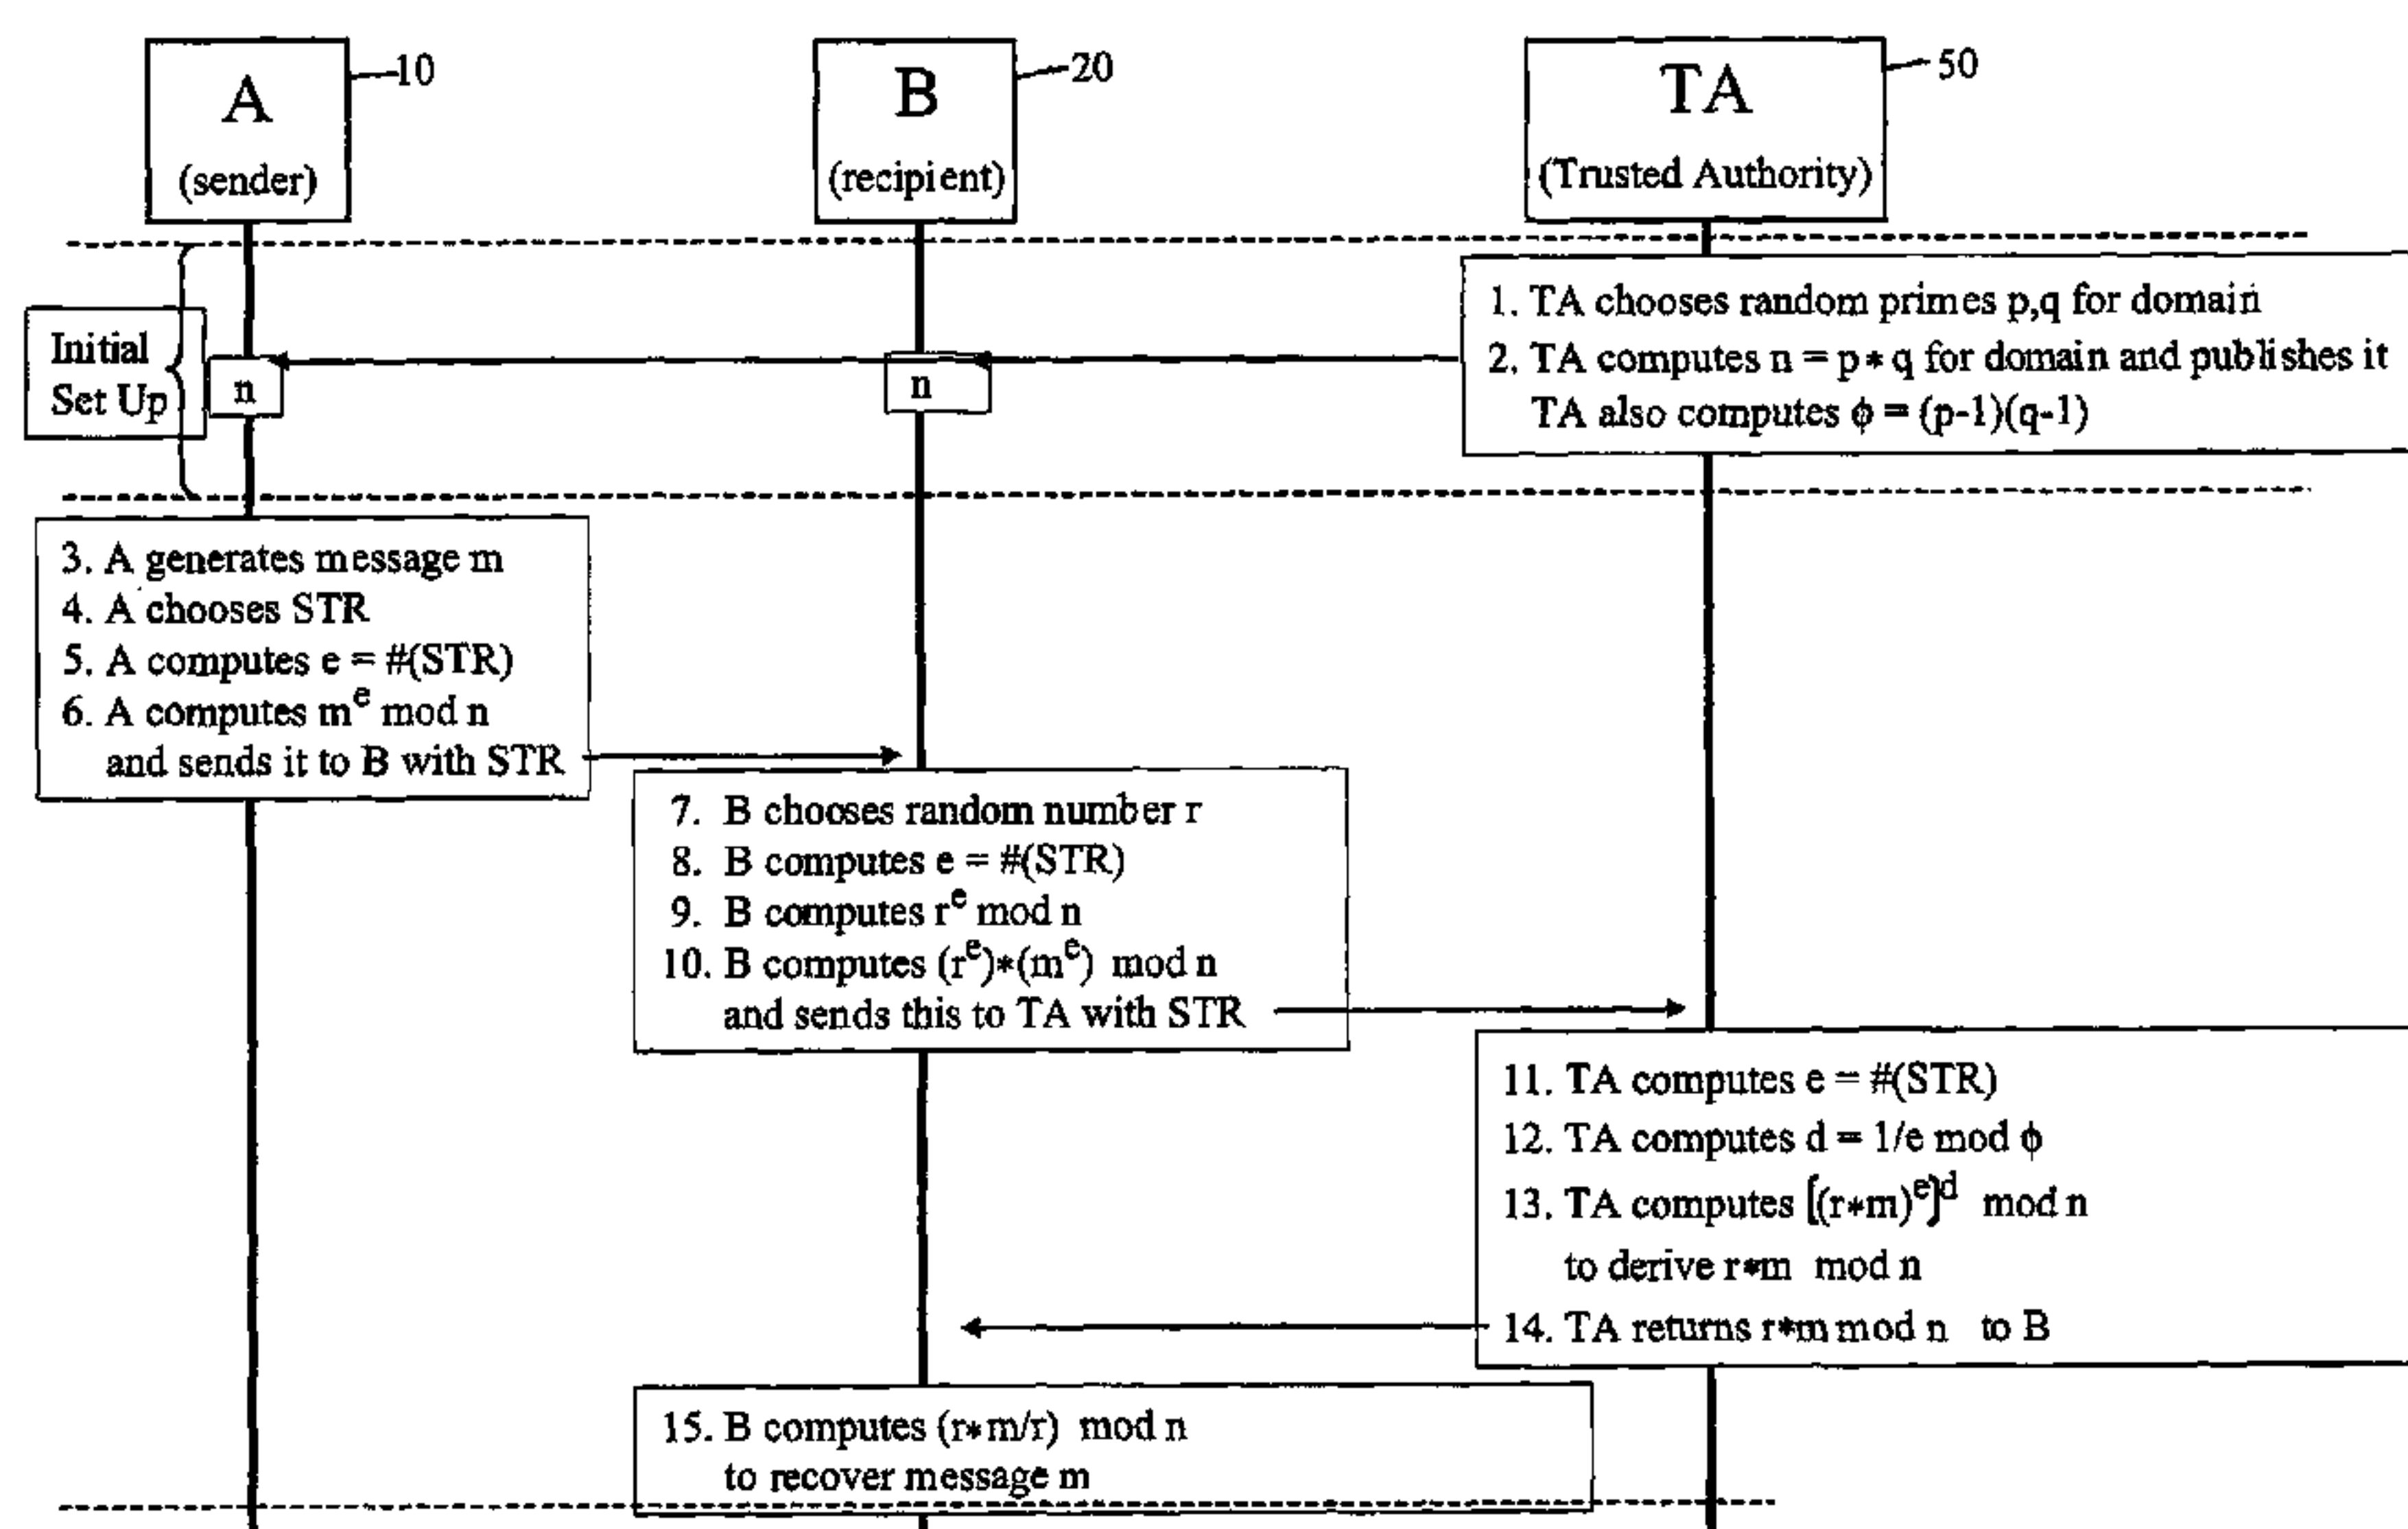 A
(sender)
10
B
(recipient)
20
TA
(Trusted Authority)
50
Initial
Set Up
n
n
1. TA chooses random primes p,q for domain
2. TA computes n = p * q for domain and publishes it
TA also computes ϕ = (p-1)(q-1)
3. A generates message m
4. A chooses STR
5. A computes e = #(STR)
6. A computes m^e mod n
and sends it to B with STR
7. B chooses random number r
8. B computes e = #(STR)
9. B computes r^e mod n
10. B computes (r^e)*(m^e) mod n
and sends this to TA with STR
11. TA computes e = #(STR)
12. TA computes d = 1/e mod ϕ
13. TA computes [(r*m)^e]^d mod n
to derive r*m mod n
14. TA returns r*m mod n to B
15. B computes (r*m/r) mod n
to recover message m